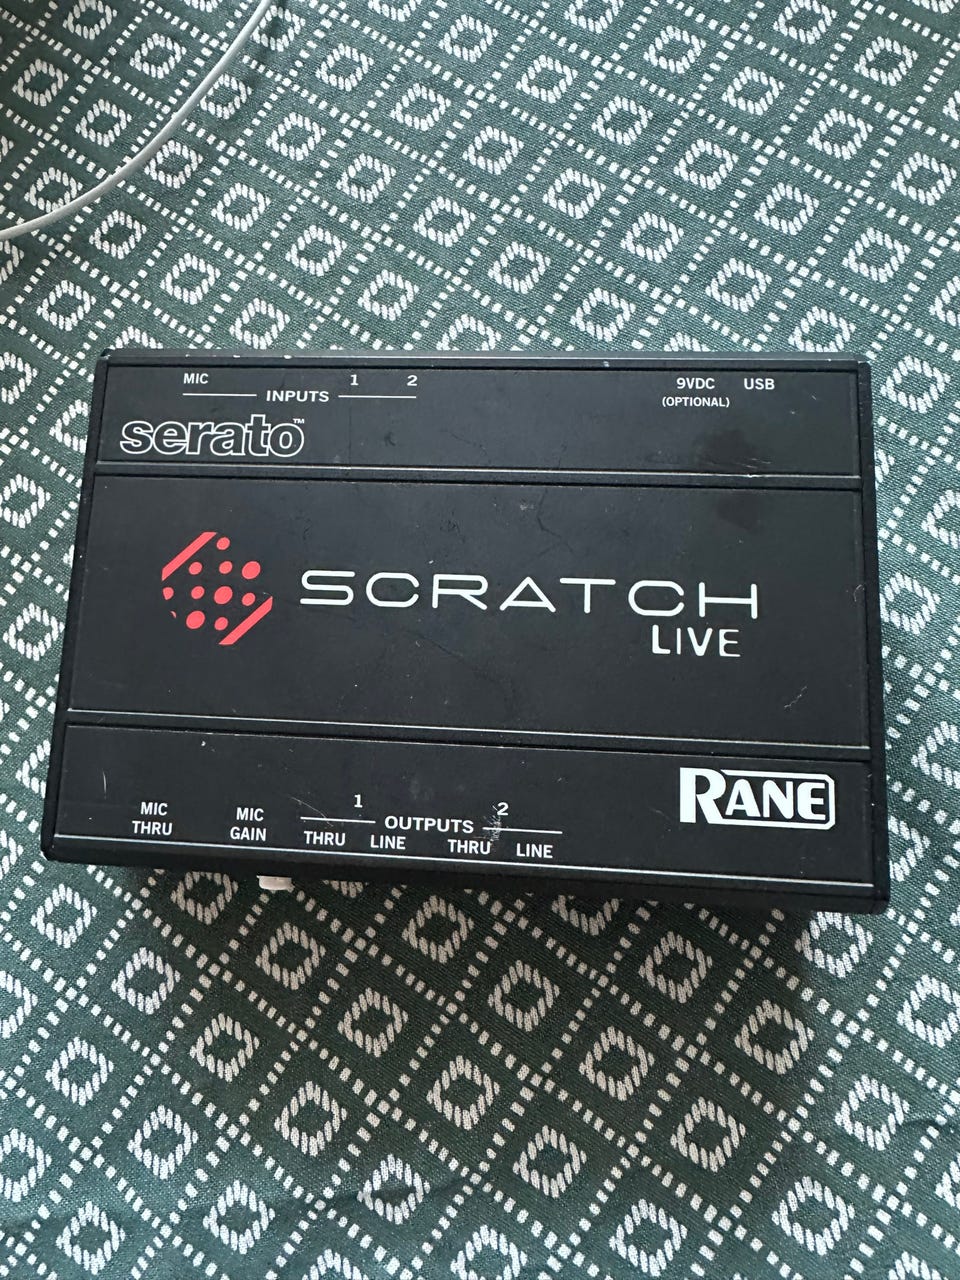 MIC 1 2
INPUTS
9VDC USB
(OPTIONAL)
serato™
SCRATCH
LIVE
RANE
MIC THRU
MIC GAIN
1 2
OUTPUTS
THRU LINE THRU LINE